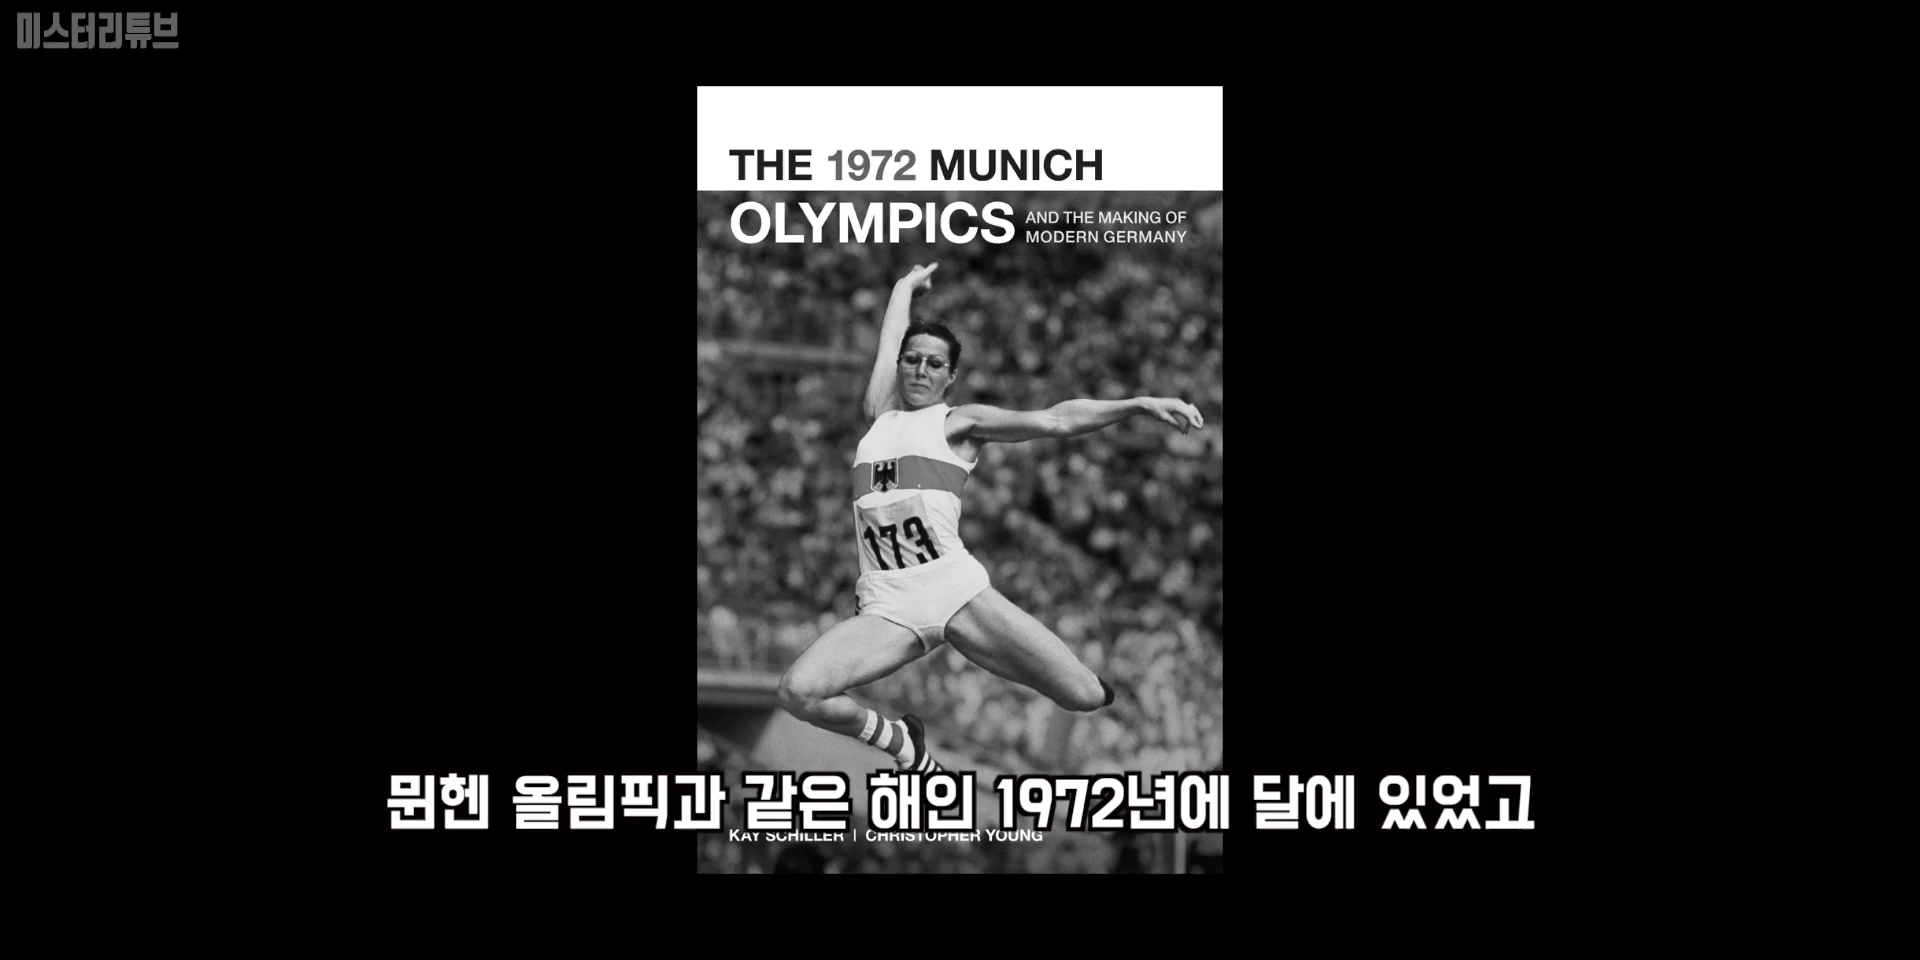 미스터리튜브
THE 1972 MUNICH
OLYMPICS
AND THE MAKING OF
MODERN GERMANY
173
뮌헨 올림픽과 같은 해인 1972년에 달에 있었고
KAY SCHILLER | CHRISTOPHER YOUNG